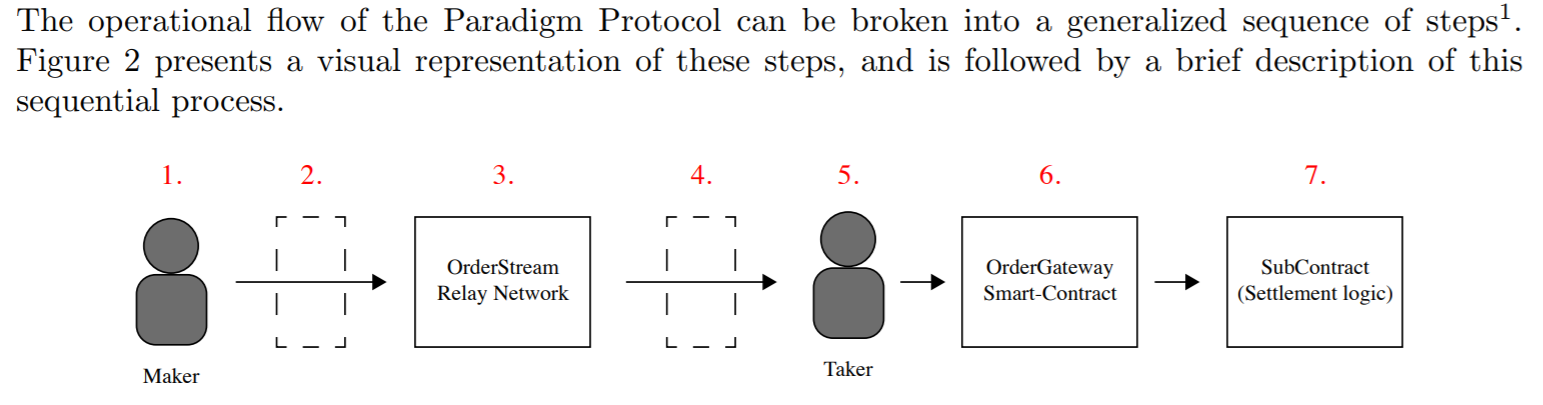 The operational flow of the Paradigm Protocol can be broken into a generalized sequence of steps¹.
Figure 2 presents a visual representation of these steps, and is followed by a brief description of this
sequential process.
1.
2.
3.
4.
5.
6.
7.
OrderStream
Relay Network
OrderGateway
Smart-Contract
SubContract
(Settlement logic)
Maker
Taker